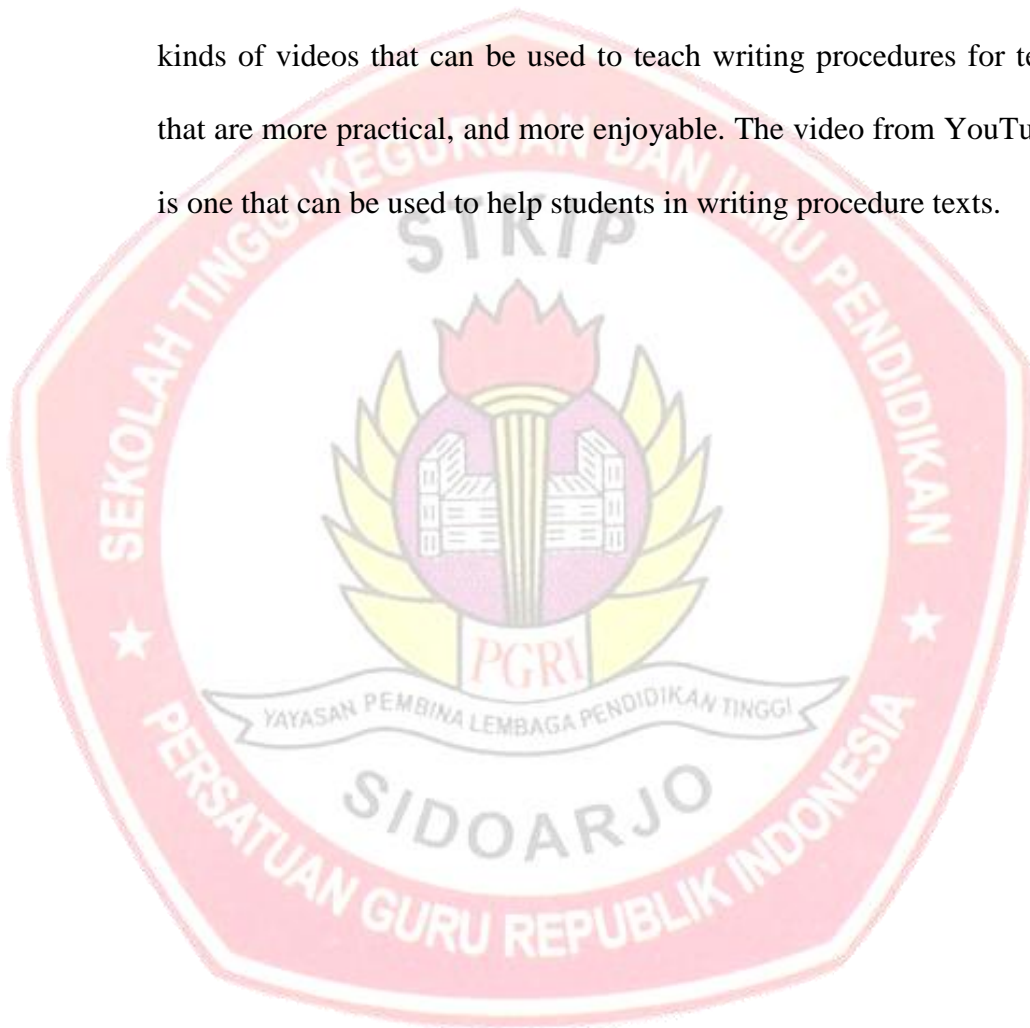 kinds of videos that can be used to teach writing procedures for te
that are more practical, and more enjoyable. The video from YouTu
is one that can be used to help students in writing procedure texts.
SEKOLAH TINGGI KEGURUAN DAN ILMU PENDIDIKAN
STKIP
PGRI
YAYASAN PEMBINA LEMBAGA PENDIDIKAN TINGGI
SIDOARJO
PERSATUAN GURU REPUBLIK INDONESIA